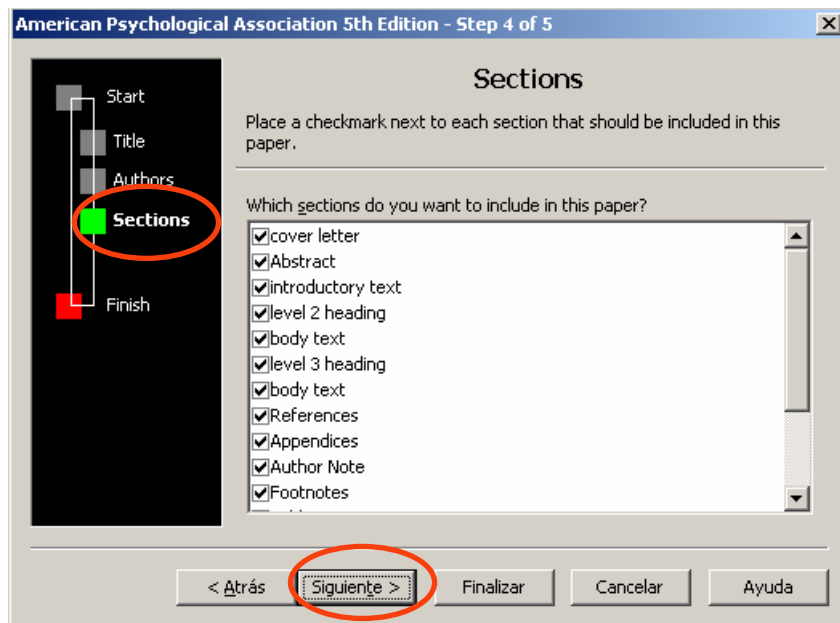 American Psychological Association 5th Edition - Step 4 of 5
Start
Title
Authors
Sections
Finish
Sections
Place a checkmark next to each section that should be included in this
paper.
Which sections do you want to include in this paper?
cover letter
Abstract
introductory text
level 2 heading
body text
level 3 heading
body text
References
Appendices
Author Note
Footnotes
< Atrás
Siguiente >
Finalizar
Cancelar
Ayuda